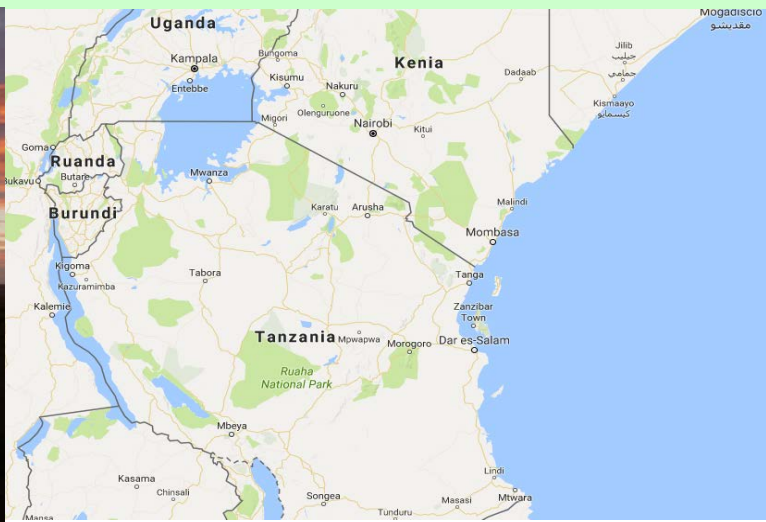 Mogadiscio
مقديشو
Uganda
Kampala
Entebbe
Bungoma
Kisumu
Kenia
Nakuru
Olenguruone
Migori
Nairobi
Kitui
Dadaab
Jilib
جيليب
جمامي
Kismaayo
كيسمايو
Goma
Ruanda
Bukavu
Butare
Burundi
Mwanza
Karatu
Arusha
Malindi
Mombasa
Kigoma
Kazuramimba
Kalemie
Tabora
Tanga
Zanzibar
Town
Tanzania
Mpwapwa
Morogoro
Dar es-Salam
Ruaha
National Park
Mbeya
Kasama
Chinsali
Mansa
Songea
Tunduru
Masasi
Lindi
Mtwara